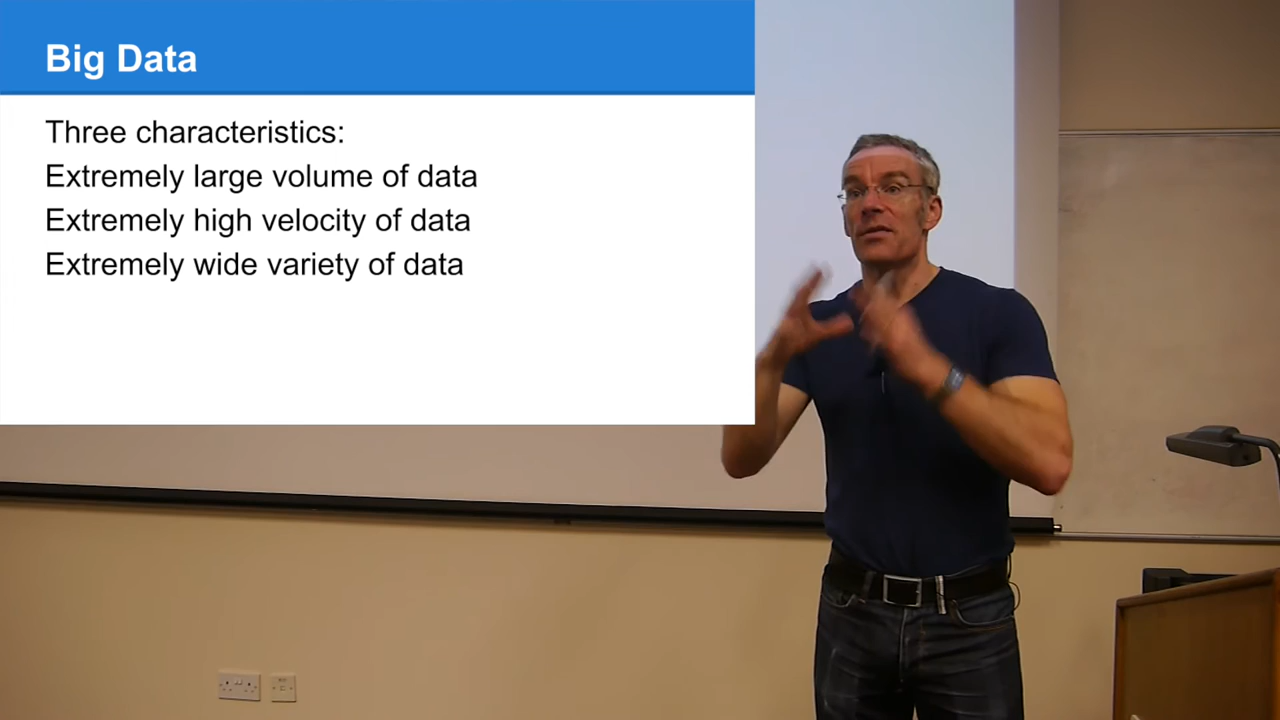 Big Data
Three characteristics:
Extremely large volume of data
Extremely high velocity of data
Extremely wide variety of data